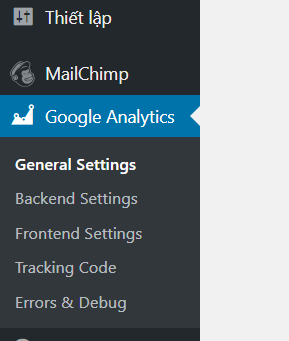 Thiết lập
MailChimp
Google Analytics
General Settings
Backend Settings
Frontend Settings
Tracking Code
Errors & Debug